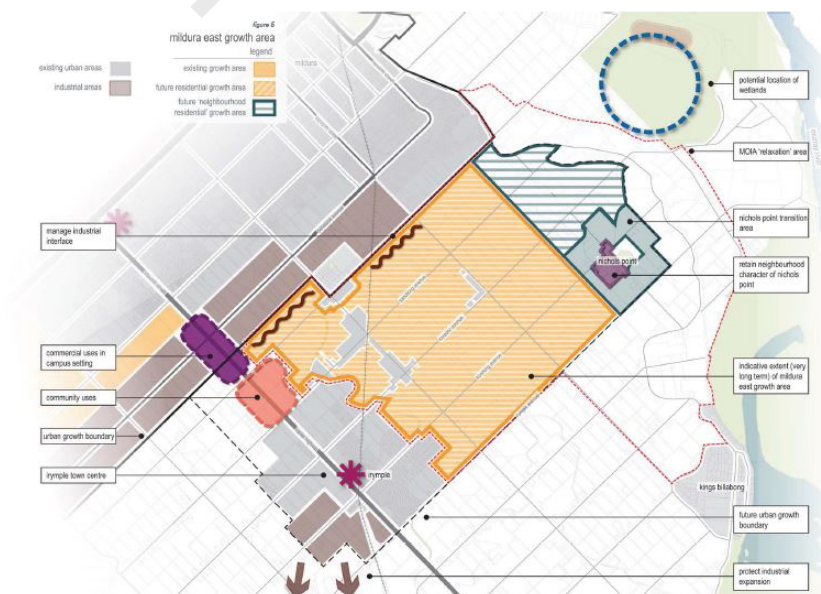 figure 6
mildura east growth area
legend
existing urban areas
industrial areas
existing growth area
future residential growth area
future 'neighbourhood
residential' growth area
mildura
potential location of
wetlands
MOIA 'relaxation' area
nichols point transition
area
retain neighbourhood
character of nichols
point
indicative extent (very
long term) of mildura
east growth area
future urban growth
boundary
protect industrial
expansion
manage industrial
interface
commercial uses in
campus setting
community uses
urban growth boundary
irymple town centre
nichols point
irymple
kings billabong